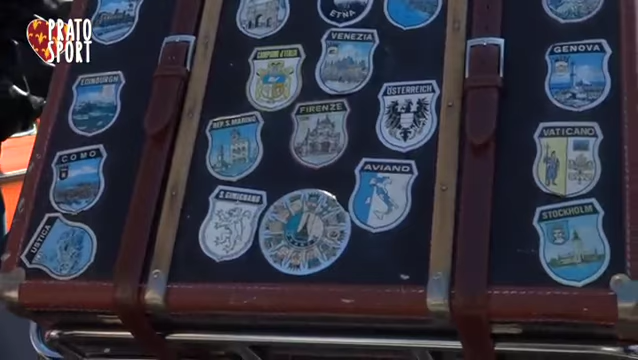 PRATO
SPORT
ETNA
VENEZIA
GENOVA
EDINBURGH
CAMPIONE D'ITALIA
FIRENZE
ÖSTERREICH
REP. S. MARINO
VATICANO
COMO
AVIANO
S. GIMIGNANO
STOCKHOLM
USTICA